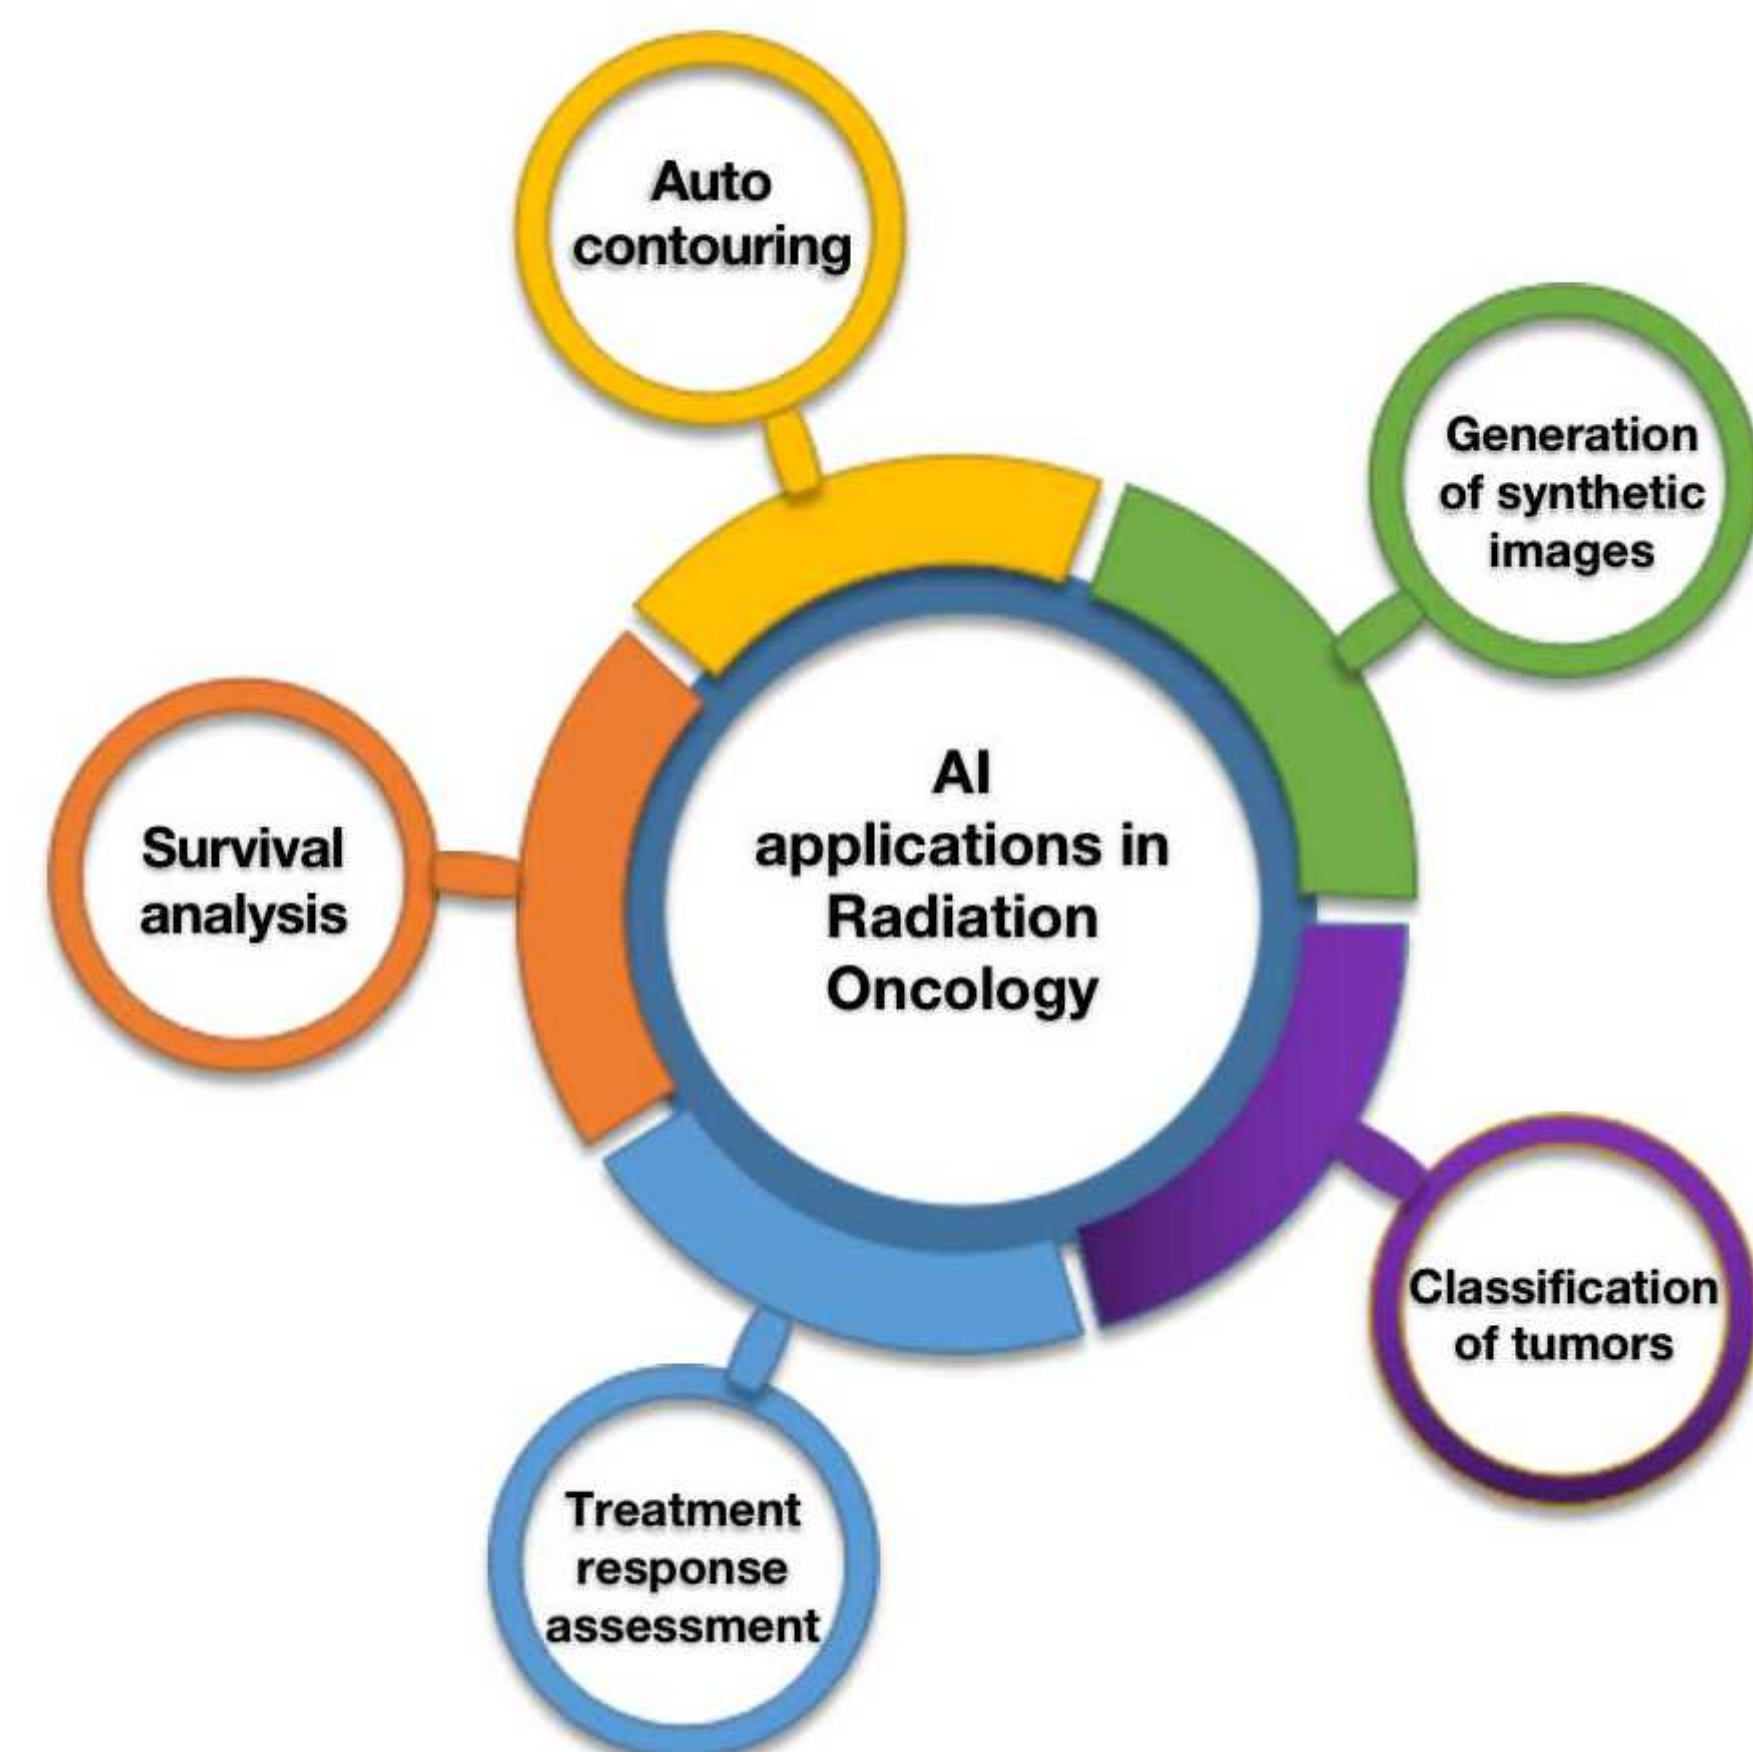 Auto
contouring
Generation
of synthetic
images
AI
applications in
Radiation
Oncology
Survival
analysis
Classification
of tumors
Treatment
response
assessment